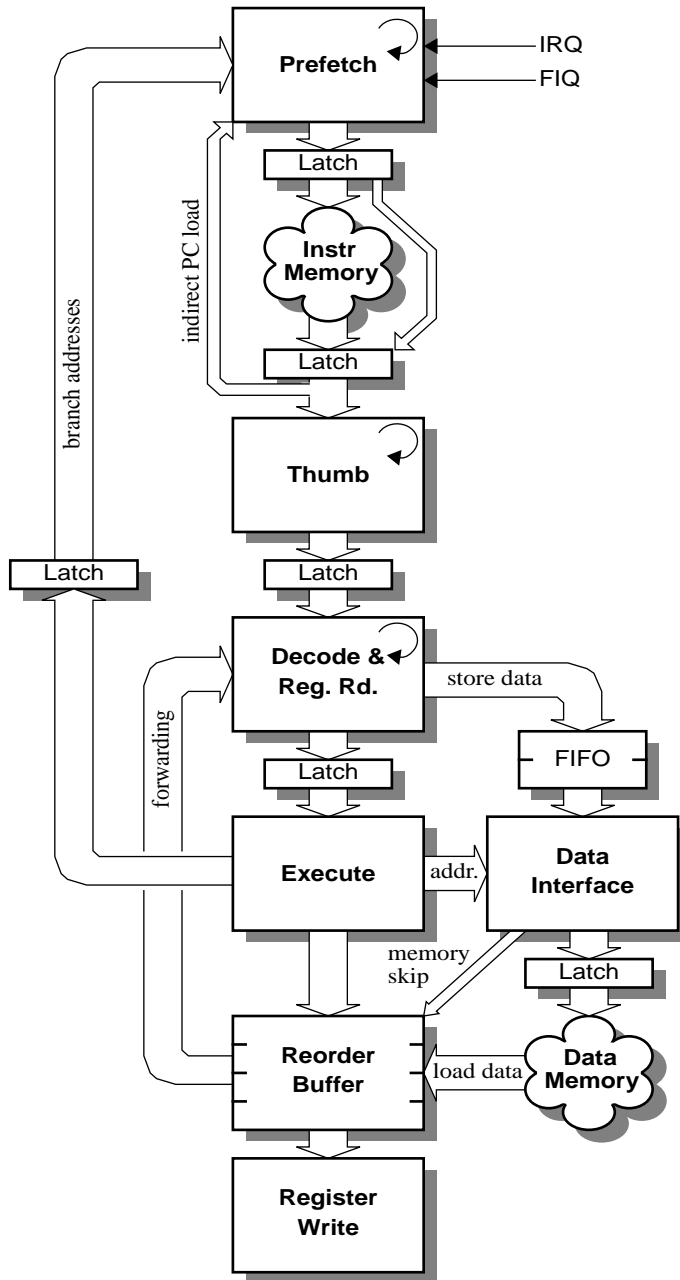 Prefetch
IRQ
FIQ
Latch
indirect PC load
Instr
Memory
branch addresses
Latch
Thumb
Latch
Latch
Decode &
Reg. Rd.
store data
forwarding
FIFO
Latch
Execute
addr.
Data
Interface
memory
skip
Latch
Reorder
Buffer
load data
Data
Memory
Register
Write